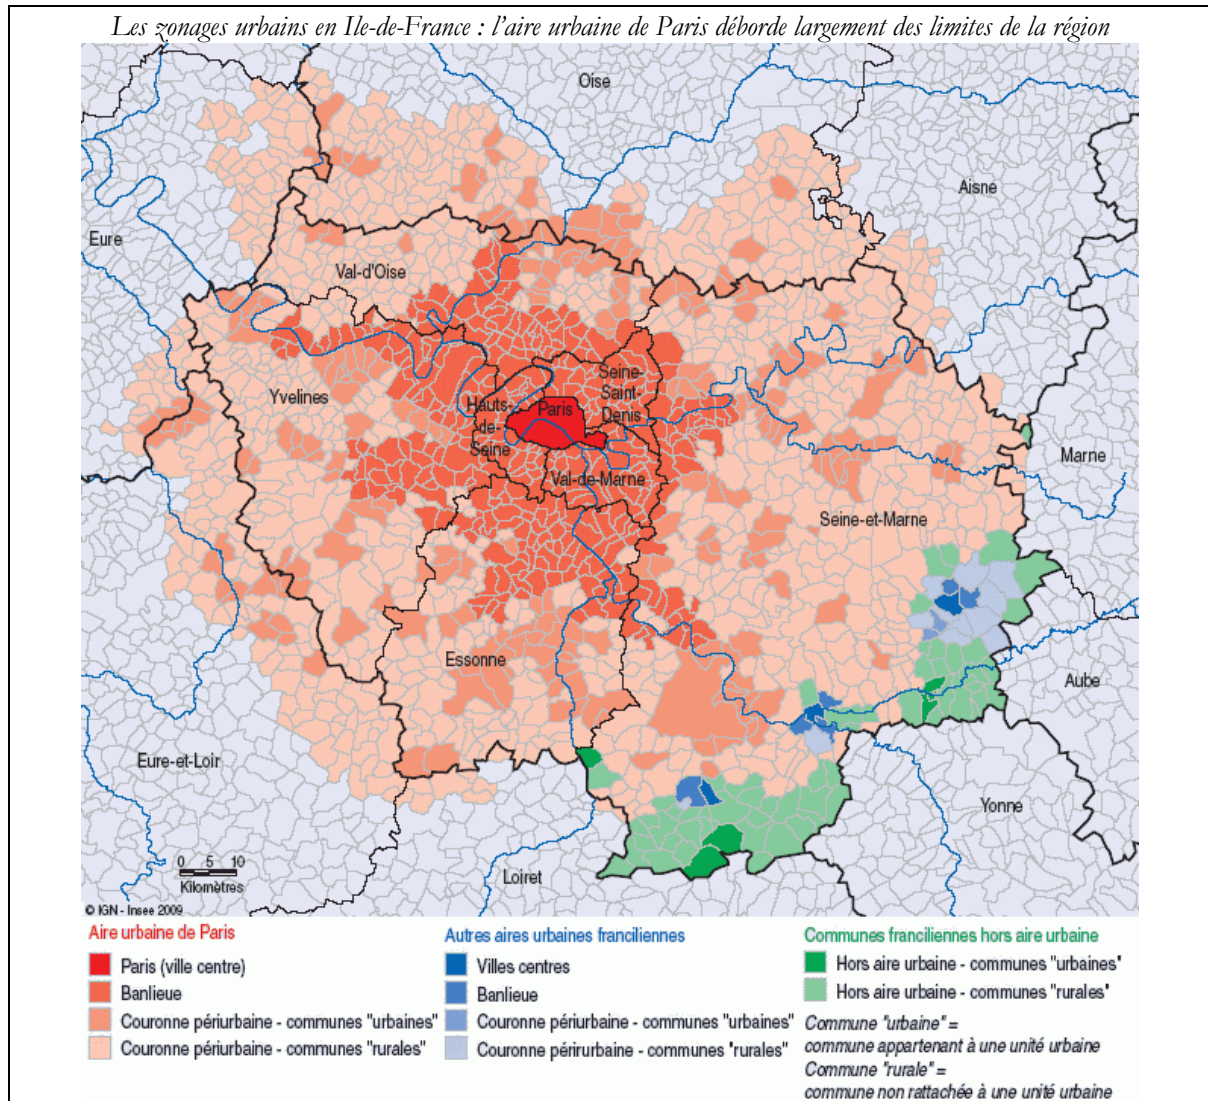 Les zonages urbains en Ile-de-France : l'aire urbaine de Paris déborde largement des limites de la région
Oise
Aisne
Eure
Val-d'Oise
Seine-
Saint-
Denis
Yvelines
Hauts-
de-
Seine
Paris
Marne
Val-de-Marne
Seine-et-Marne
Essonne
Aube
Eure-et-Loir
Yonne
Loiret
0 5 10
Kilomètres
© IGN - Insee 2009
Aire urbaine de Paris
Paris (ville centre)
Banlieue
Couronne périurbaine - communes "urbaines"
Couronne périurbaine - communes "rurales"
Autres aires urbaines franciliennes
Villes centres
Banlieue
Couronne périurbaine - communes "urbaines"
Couronne périrurbaine - communes "rurales"
Communes franciliennes hors aire urbaine
Hors aire urbaine - communes "urbaines"
Hors aire urbaine - communes "rurales"
Commune "urbaine" =
commune appartenant à une unité urbaine
Commune "rurale" =
commune non rattachée à une unité urbaine